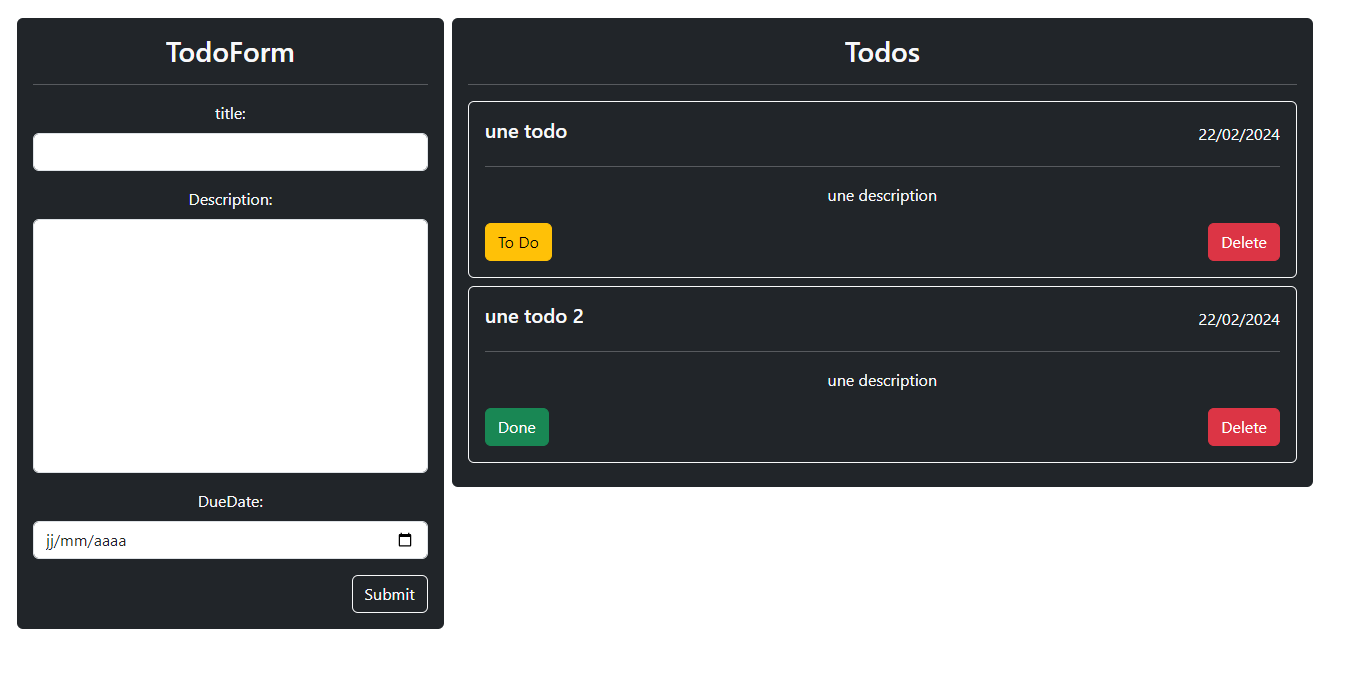 TodoForm
title:
Description:
DueDate:
jj/mm/aaaa
Submit
Todos
une todo
22/02/2024
une description
To Do
Delete
une todo 2
22/02/2024
une description
Done
Delete